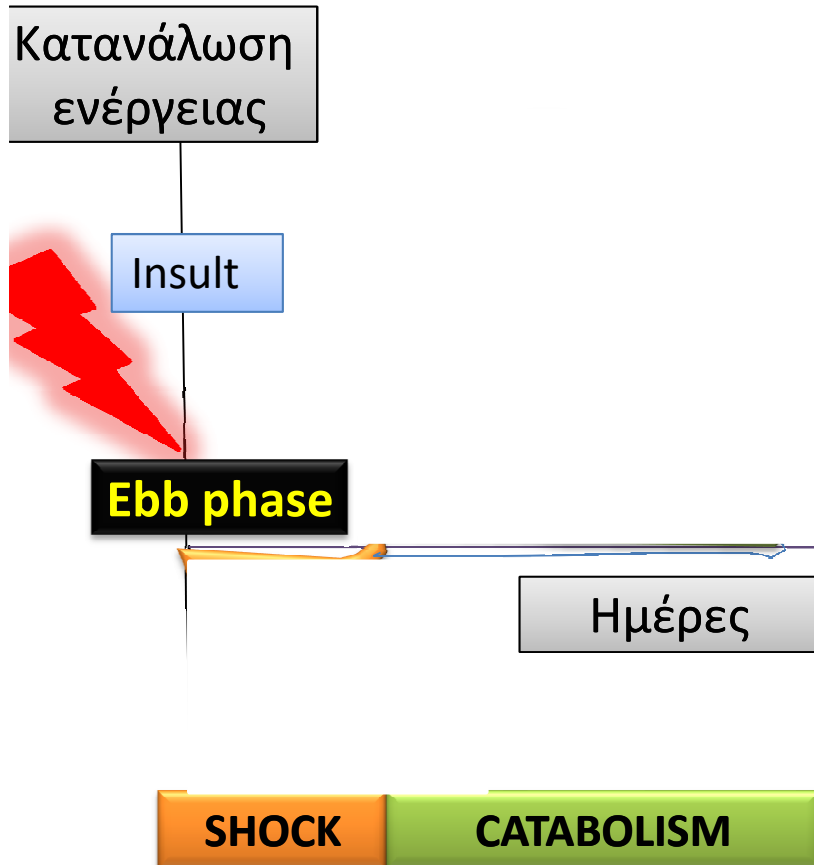 Κατανάλωση
ενέργειας
Insult
Ebb phase
Ημέρες
SHOCK
CATABOLISM